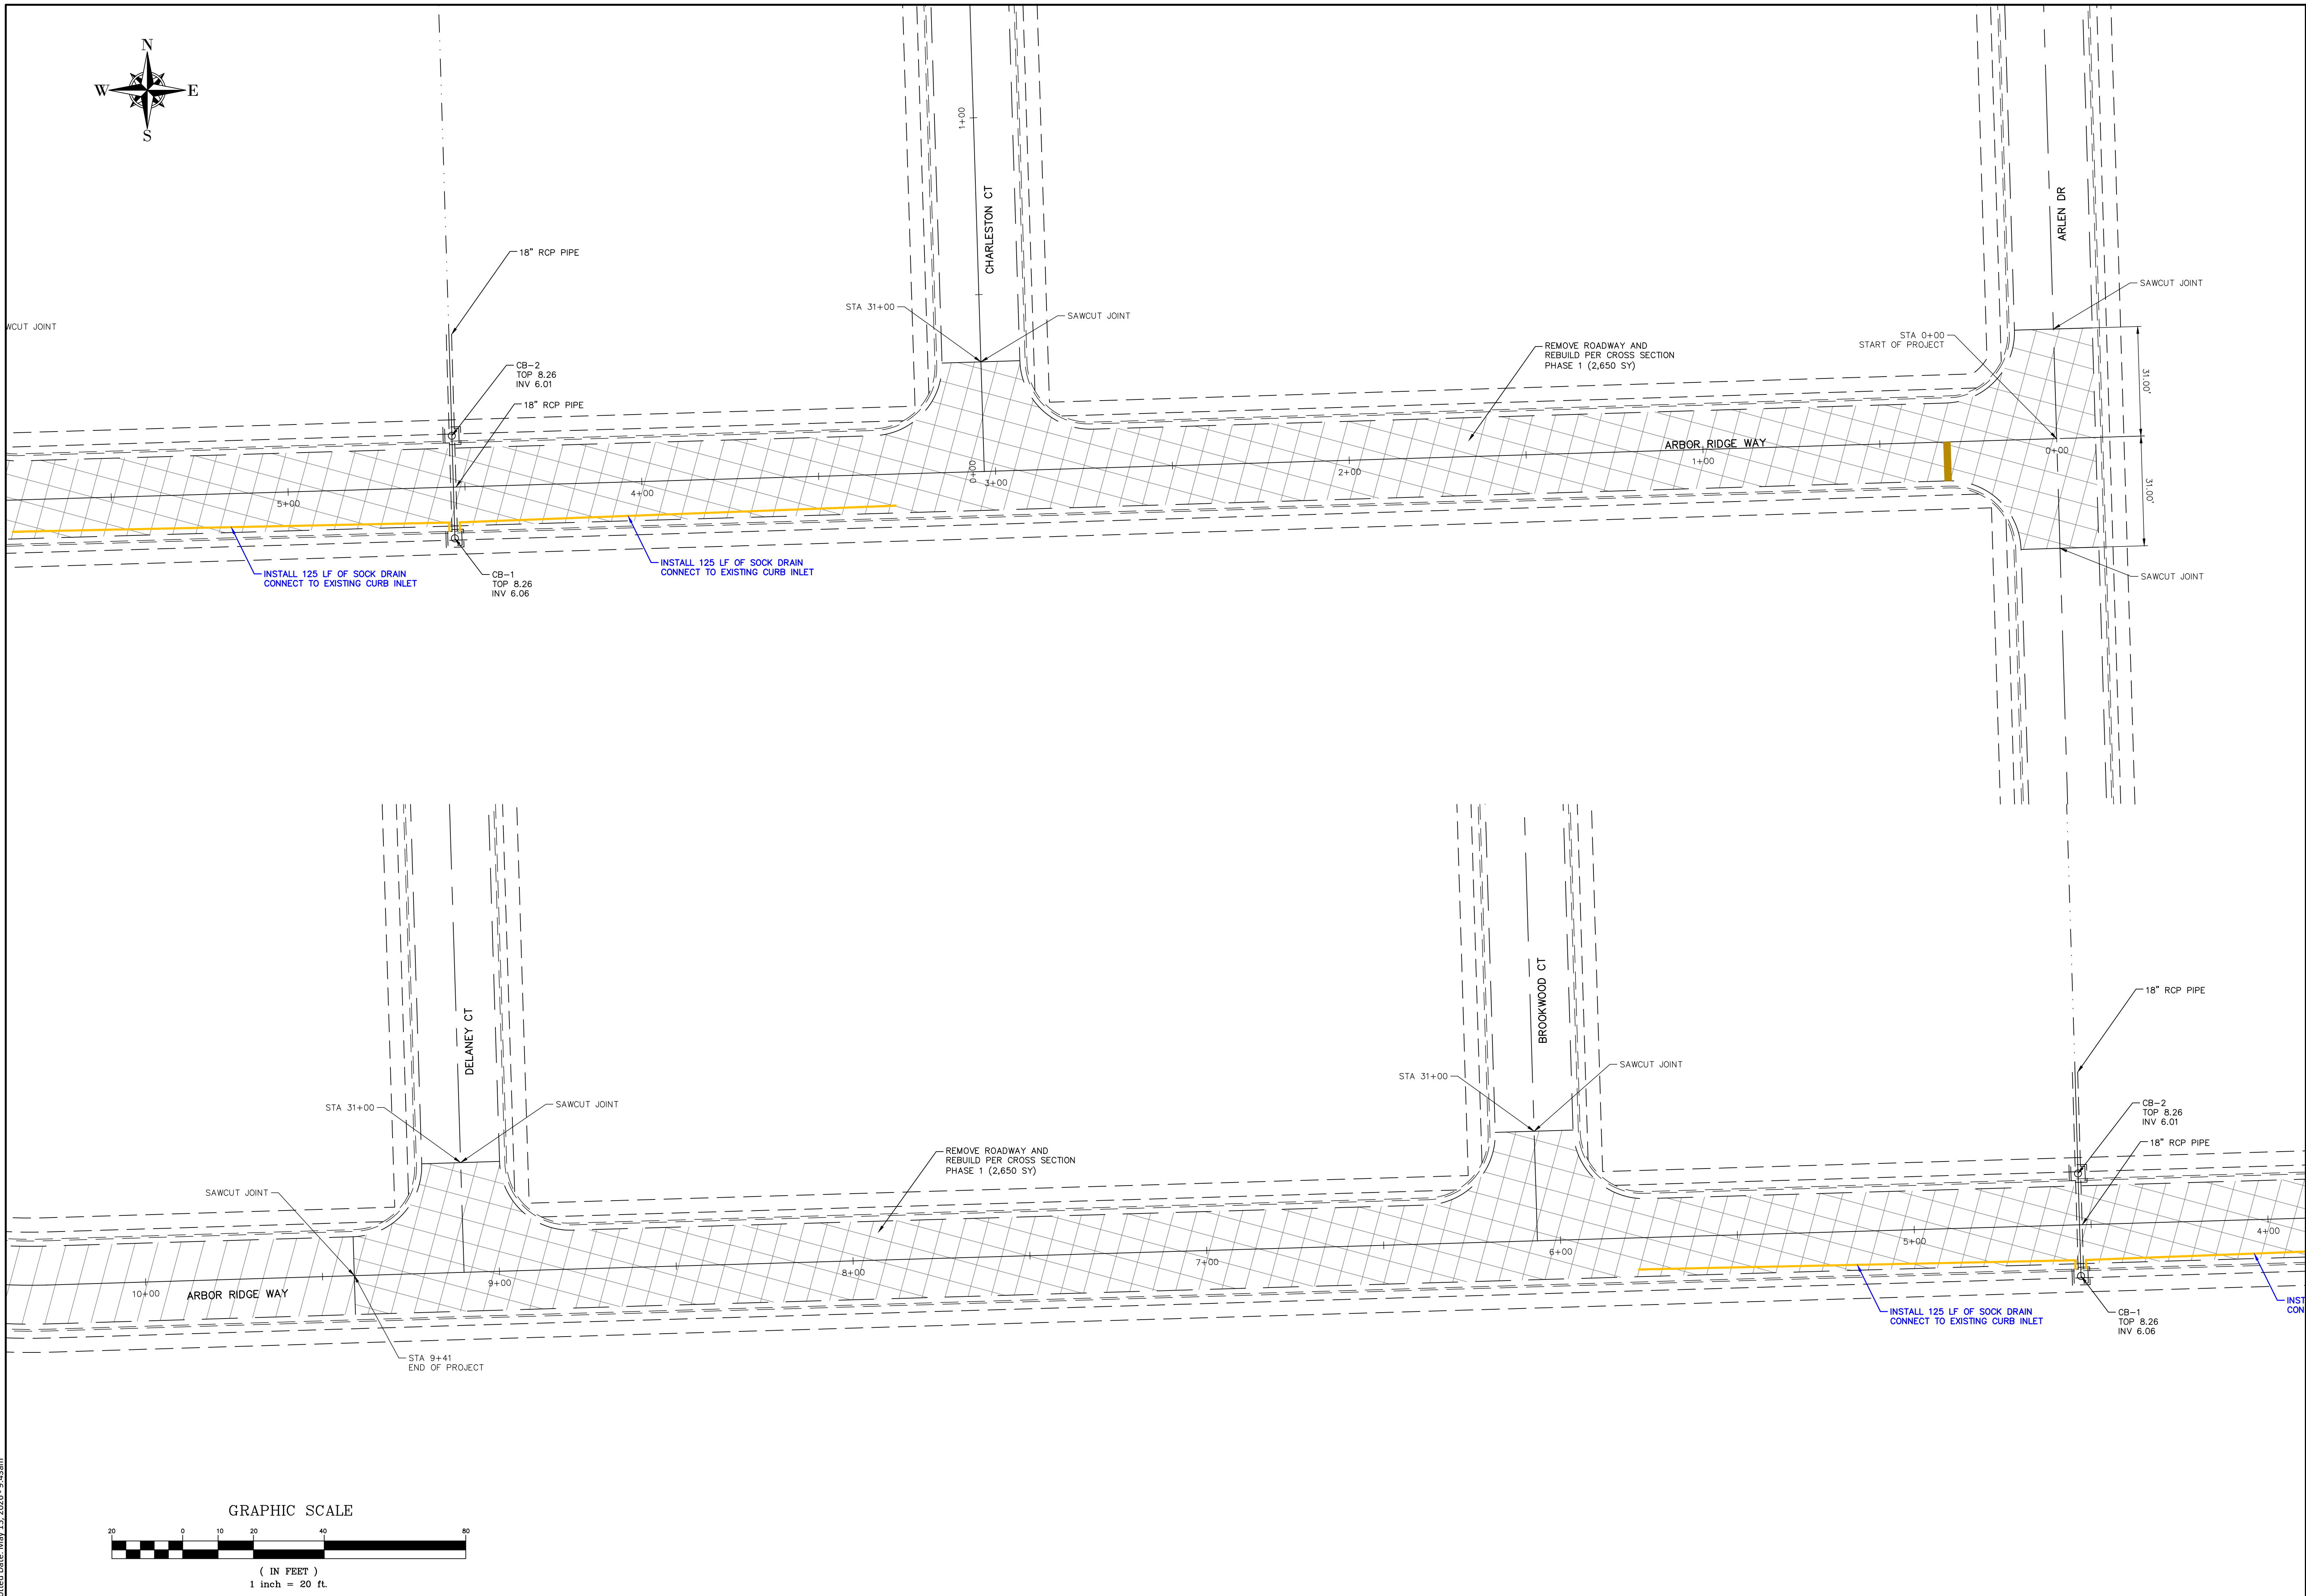 N
W E
S
1+00
CHARLESTON CT
ARLEN DR
18" RCP PIPE
SAWCUT JOINT
STA 31+00
SAWCUT JOINT
WCUT JOINT
STA 0+00
START OF PROJECT
REMOVE ROADWAY AND
REBUILD PER CROSS SECTION
PHASE 1 (2,650 SY)
31.00'
CB-2
TOP 8.26
INV 6.01
18" RCP PIPE
ARBOR RIDGE WAY
0+00
1+00
2+00
0+00
3+00
4+00
5+00
31.00'
INSTALL 125 LF OF SOCK DRAIN
CONNECT TO EXISTING CURB INLET
INSTALL 125 LF OF SOCK DRAIN
CONNECT TO EXISTING CURB INLET
CB-1
TOP 8.26
INV 6.06
SAWCUT JOINT
DELANEY CT
BROOKWOOD CT
18" RCP PIPE
STA 31+00
SAWCUT JOINT
STA 31+00
SAWCUT JOINT
CB-2
TOP 8.26
INV 6.01
18" RCP PIPE
REMOVE ROADWAY AND
REBUILD PER CROSS SECTION
PHASE 1 (2,650 SY)
SAWCUT JOINT
4+00
5+00
6+00
7+00
8+00
9+00
10+00
ARBOR RIDGE WAY
INSTALL 125 LF OF SOCK DRAIN
CONNECT TO EXISTING CURB INLET
INST
CON
CB-1
TOP 8.26
INV 6.06
STA 9+41
END OF PROJECT
GRAPHIC SCALE
20 0 10 20 40 80
( IN FEET )
1 inch = 20 ft.